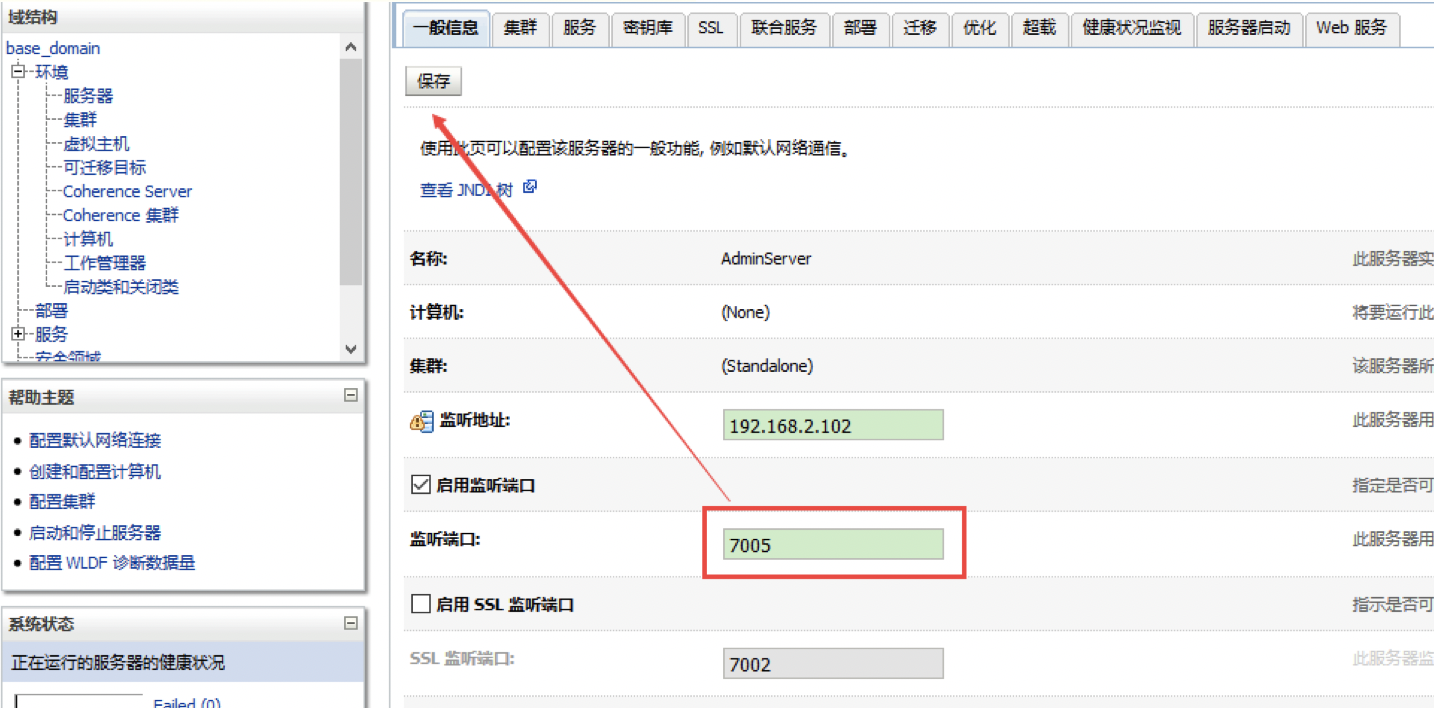 域结构
base_domain
环境
服务器
集群
虚拟主机
可迁移目标
Coherence Server
Coherence 集群
计算机
工作管理器
启动类和关闭类
部署
服务
安全领域
帮助主题
配置默认网络连接
创建和配置计算机
配置集群
启动和停止服务器
配置 WLDF 诊断数据量
系统状态
正在运行的服务器的健康状况
Failed (0)
一般信息 集群 服务 密钥库 SSL 联合服务 部署 迁移 优化 超载 健康状况监视 服务器启动 Web 服务
保存
使用此页可以配置该服务器的一般功能, 例如默认网络通信。
查看 JNDI 树
名称: AdminServer 此服务器实
计算机: (None) 将要运行此
集群: (Standalone) 该服务器所
监听地址: 192.168.2.102 此服务器用
启用监听端口 指定是否可
监听端口: 7005 此服务器用
启用 SSL 监听端口 指示是否可
SSL 监听端口: 7002 此服务器监